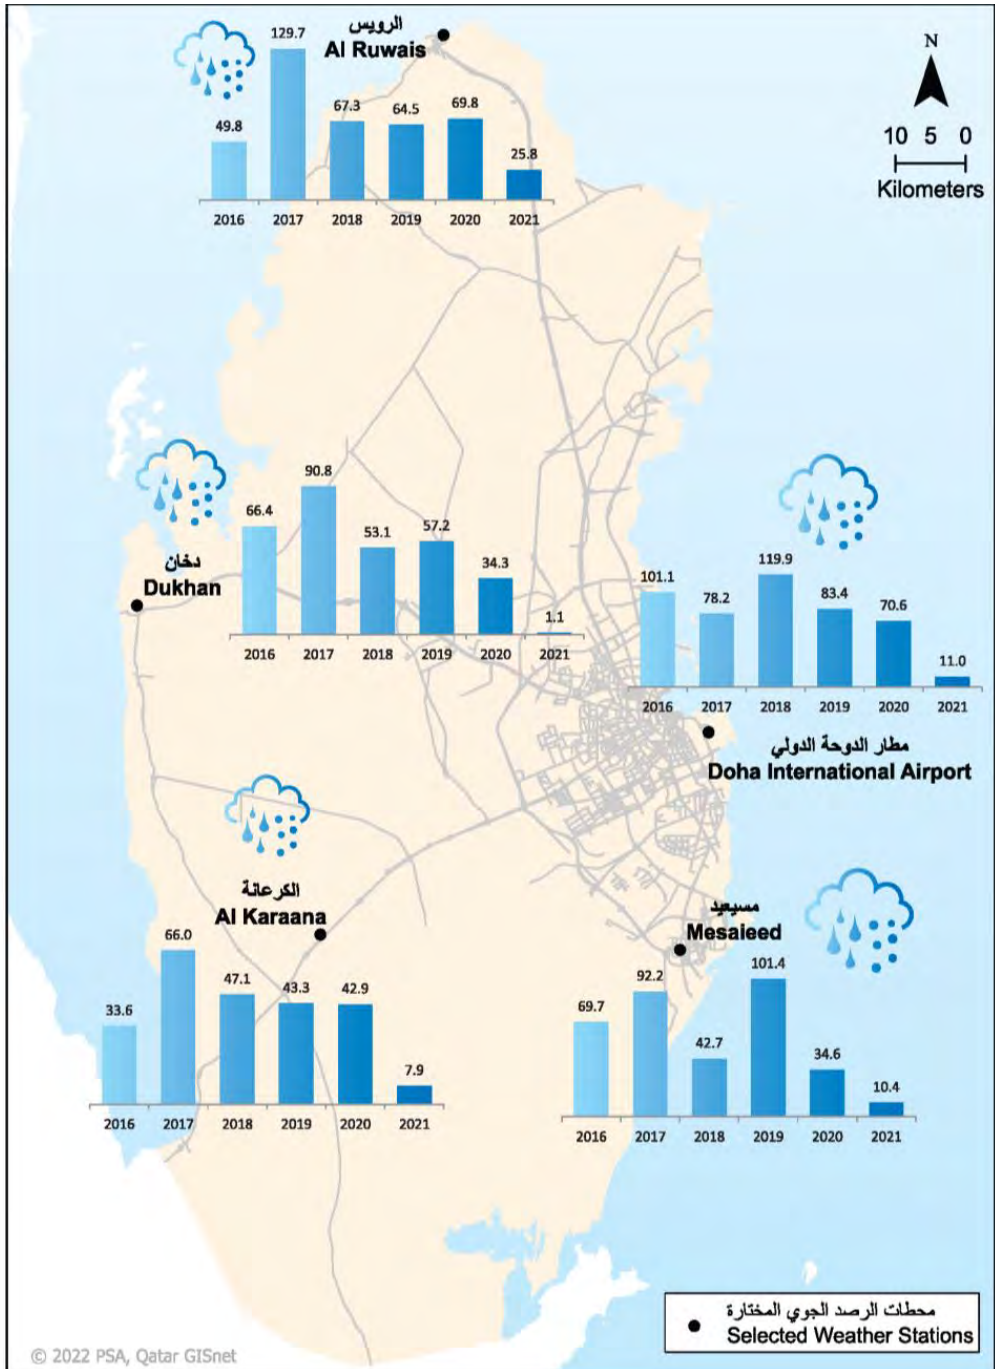 الرويس
Al Ruwais
49.8 129.7 67.3 64.5 69.8 25.8
2016 2017 2018 2019 2020 2021
N
10 5 0
Kilometers
دخان
Dukhan
66.4 90.8 53.1 57.2 34.3 1.1
2016 2017 2018 2019 2020 2021
101.1 78.2 119.9 83.4 70.6 11.0
2016 2017 2018 2019 2020 2021
مطار الدوحة الدولي
Doha International Airport
الكرعانة
Al Karaana
33.6 66.0 47.1 43.3 42.9 7.9
2016 2017 2018 2019 2020 2021
مسيعيد
Mesaieed
69.7 92.2 42.7 101.4 34.6 10.4
2016 2017 2018 2019 2020 2021
محطات الرصد الجوي المختارة
Selected Weather Stations
© 2022 PSA, Qatar GISnet